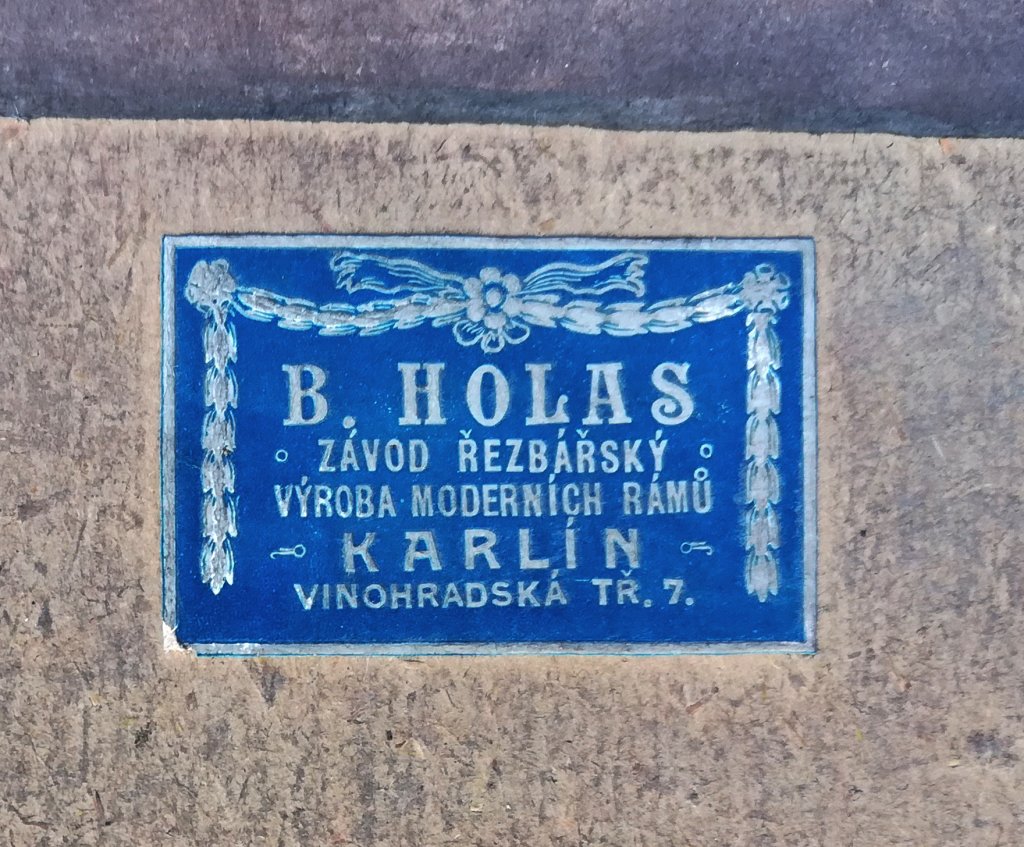 B. HOLAS
ZÁVOD ŘEZBÁŘSKÝ
VÝROBA MODERNÍCH RÁMŮ
KARLÍN
VINOHRADSKÁ TŘ. 7.